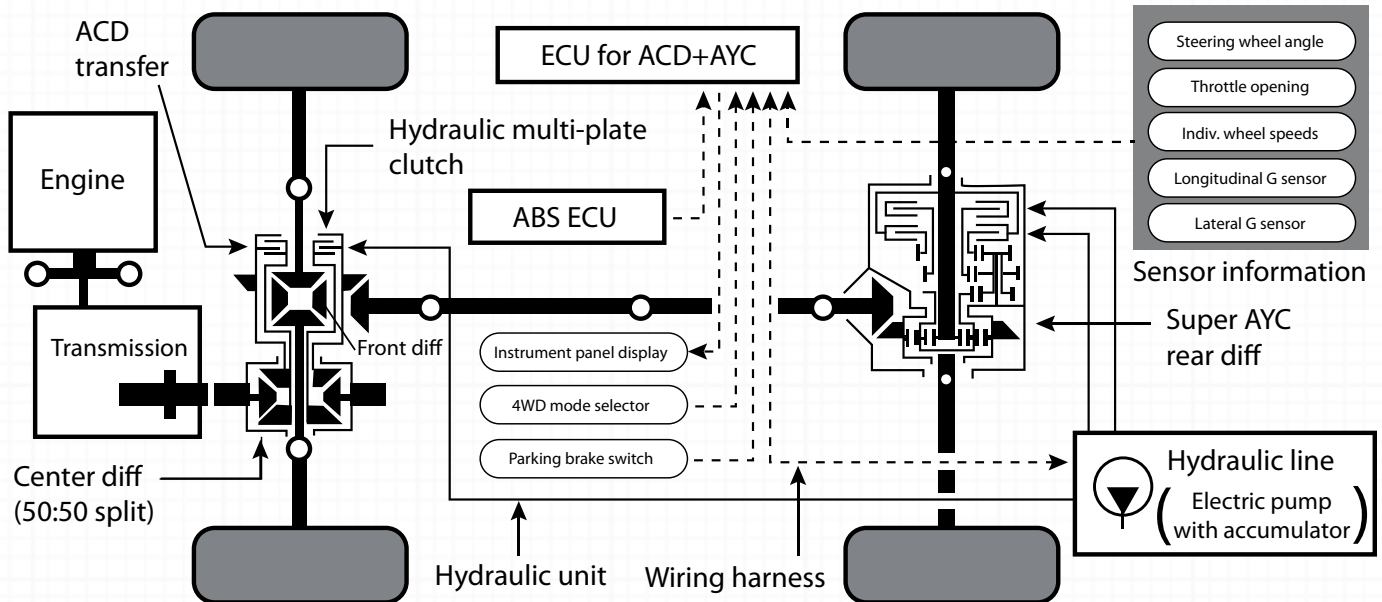 ACD
transfer
ECU for ACD+AYC
Steering wheel angle
Throttle opening
Indiv. wheel speeds
Longitudinal G sensor
Lateral G sensor
Sensor information
Hydraulic multi-plate
clutch
Engine
ABS ECU
Transmission
Front diff
Instrument panel display
4WD mode selector
Parking brake switch
Super AYC
rear diff
Center diff
(50:50 split)
Hydraulic line
(Electric pump
with accumulator)
Hydraulic unit
Wiring harness